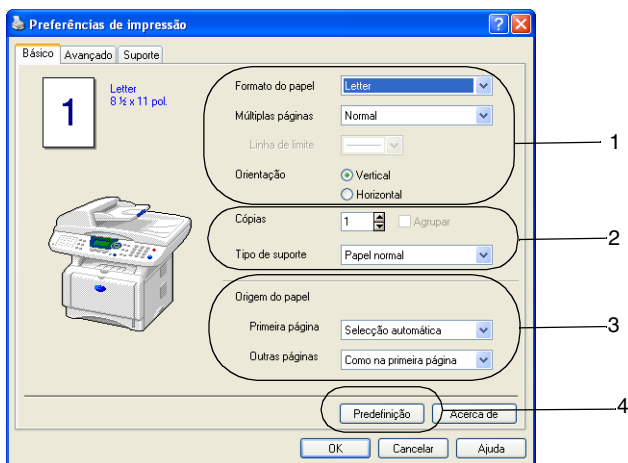 Preferências de impressão
Básico Avançado Suporte
1
Letter
8 ½ x 11 pol.
Formato do papel Letter
Múltiplas páginas Normal
Linha de limite
Orientação Vertical
Horizontal
1
Cópias 1 Agrupar
Tipo de suporte Papel normal
2
Origem do papel
Primeira página Selecção automática
Outras páginas Como na primeira página
3
Predefinição Acerca de
4
OK Cancelar Ajuda